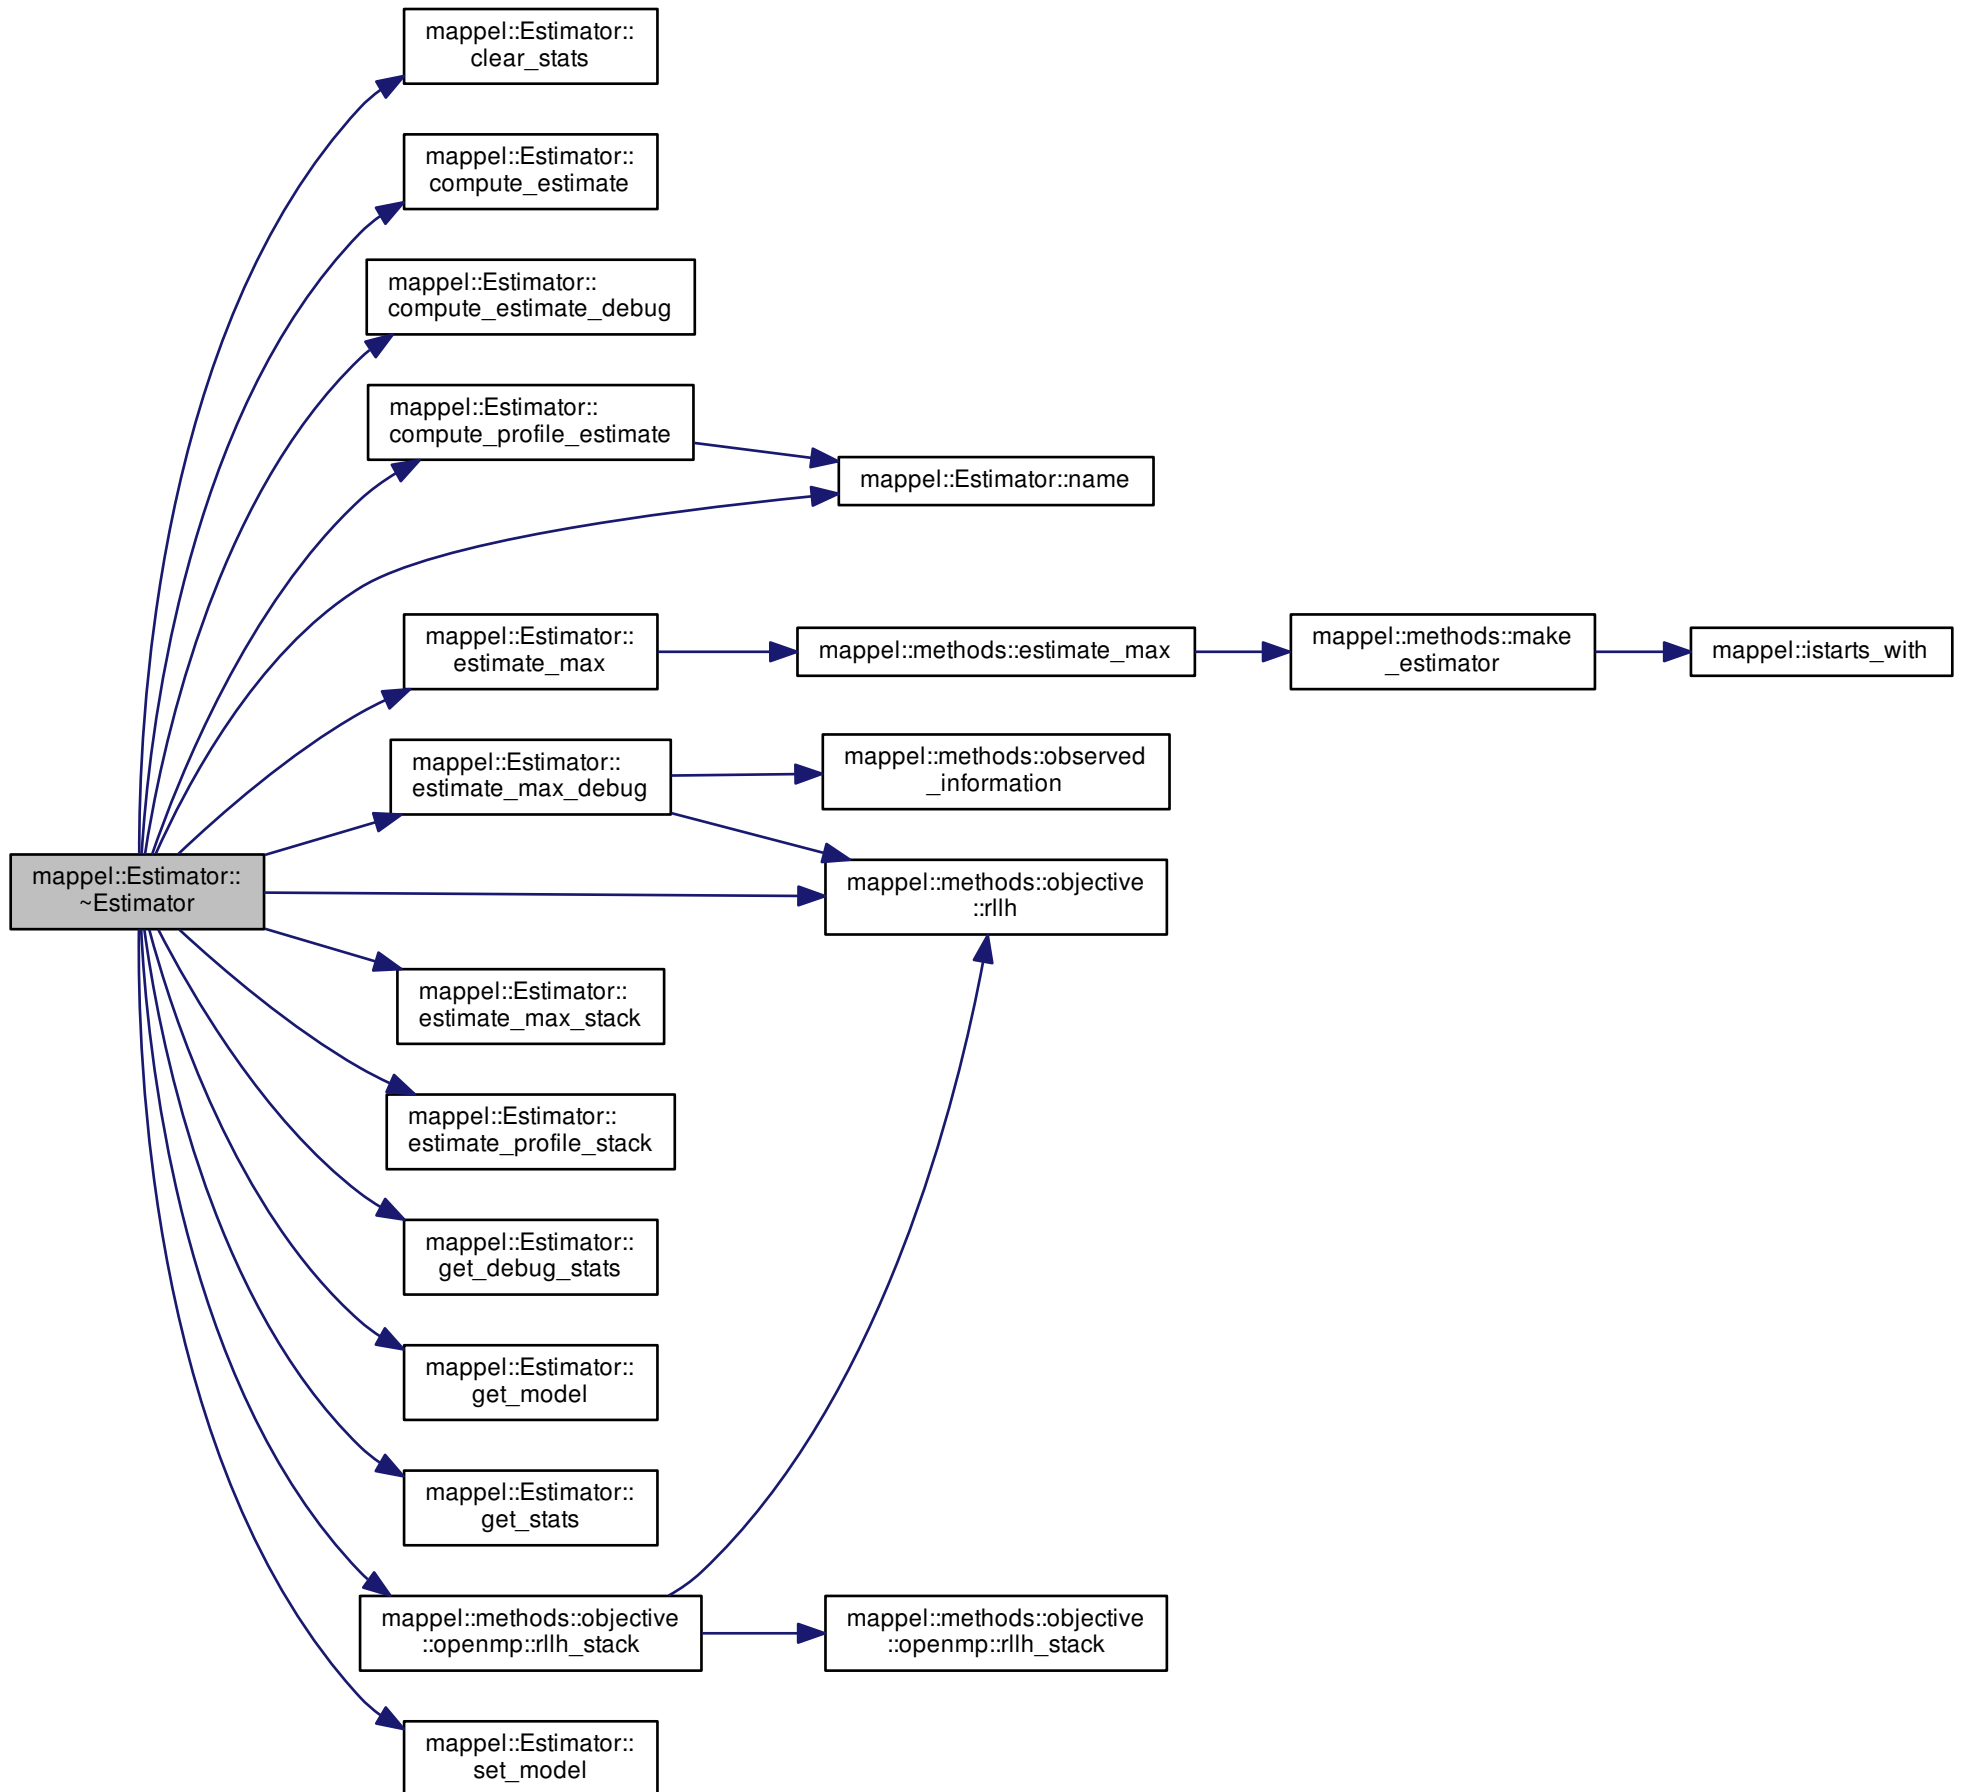 mappel::Estimator::
clear_stats
mappel::Estimator::
compute_estimate
mappel::Estimator::
compute_estimate_debug
mappel::Estimator::
compute_profile_estimate
mappel::Estimator::name
mappel::Estimator::
estimate_max
mappel::methods::estimate_max
mappel::methods::make
_estimator
mappel::istarts_with
mappel::Estimator::
estimate_max_debug
mappel::methods::observed
_information
mappel::Estimator::
~Estimator
mappel::methods::objective
::rllh
mappel::Estimator::
estimate_max_stack
mappel::Estimator::
estimate_profile_stack
mappel::Estimator::
get_debug_stats
mappel::Estimator::
get_model
mappel::Estimator::
get_stats
mappel::methods::objective
::openmp::rllh_stack
mappel::methods::objective
::openmp::rllh_stack
mappel::Estimator::
set_model